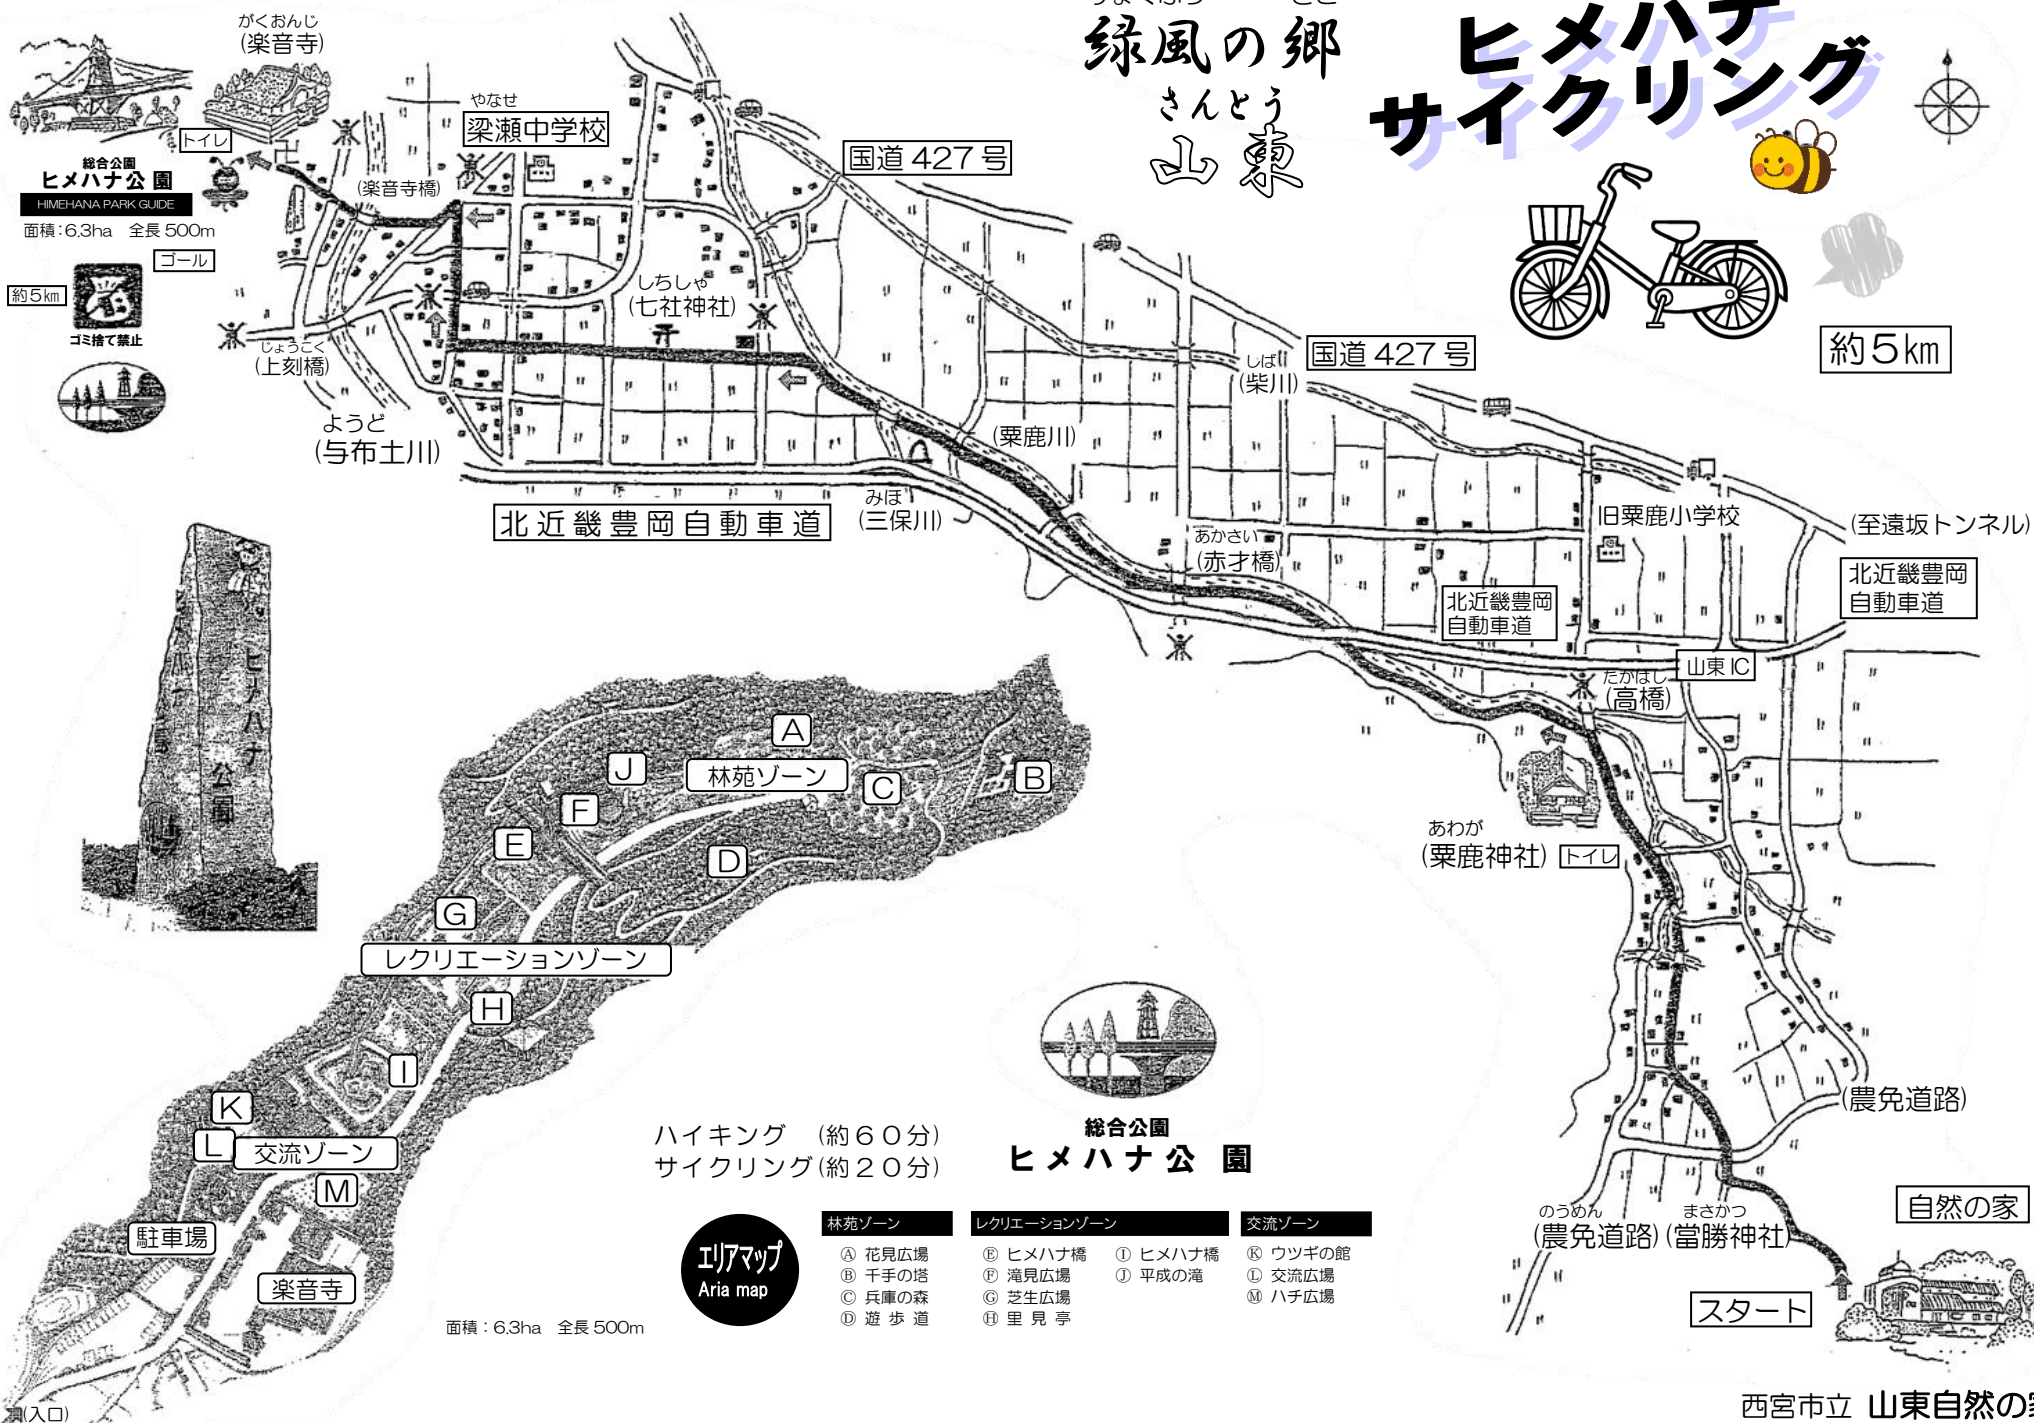 緑風の郷
さんとう
山東
ヒメハナ
サイクリング
約5km
がくおんじ
(楽音寺)
トイレ
総合公園
ヒメハナ公園
HIMEHANA PARK GUIDE
面積：6.3ha 全長500m
ゴール
約5km
ゴミ捨て禁止
やなせ
梁瀬中学校
(楽音寺橋)
国道427号
しちしゃ
(七社神社)
じょうこく
(上刻橋)
ようど
(与布土川)
しば
(柴川)
国道427号
(粟鹿川)
みほ
(三保川)
北近畿豊岡自動車道
あかさい
(赤才橋)
旧粟鹿小学校
(至遠坂トンネル)
北近畿豊岡
自動車道
北近畿豊岡
自動車道
山東IC
たかはし
(高橋)
あわが
(粟鹿神社)
トイレ
(農免道路)
のうめん
(農免道路)
まさかつ
(當勝神社)
自然の家
スタート
ヒメハナ
公園
A
林苑ゾーン
B
C
D
J
F
E
G
レクリエーションゾーン
H
I
K
L
交流ゾーン
M
駐車場
楽音寺
(入口)
面積：6.3ha 全長500m
ハイキング (約60分)
サイクリング(約20分)
総合公園
ヒメハナ公園
エリアマップ
Aria map
林苑ゾーン
Ⓐ 花見広場
Ⓑ 千手の塔
Ⓒ 兵庫の森
Ⓓ 遊歩道
レクリエーションゾーン
Ⓔ ヒメハナ橋
Ⓕ 滝見広場
Ⓖ 芝生広場
Ⓗ 里見亭
Ⓘ ヒメハナ橋
Ⓙ 平成の滝
交流ゾーン
Ⓚ ウツギの館
Ⓛ 交流広場
Ⓜ ハチ広場
西宮市立 山東自然の家